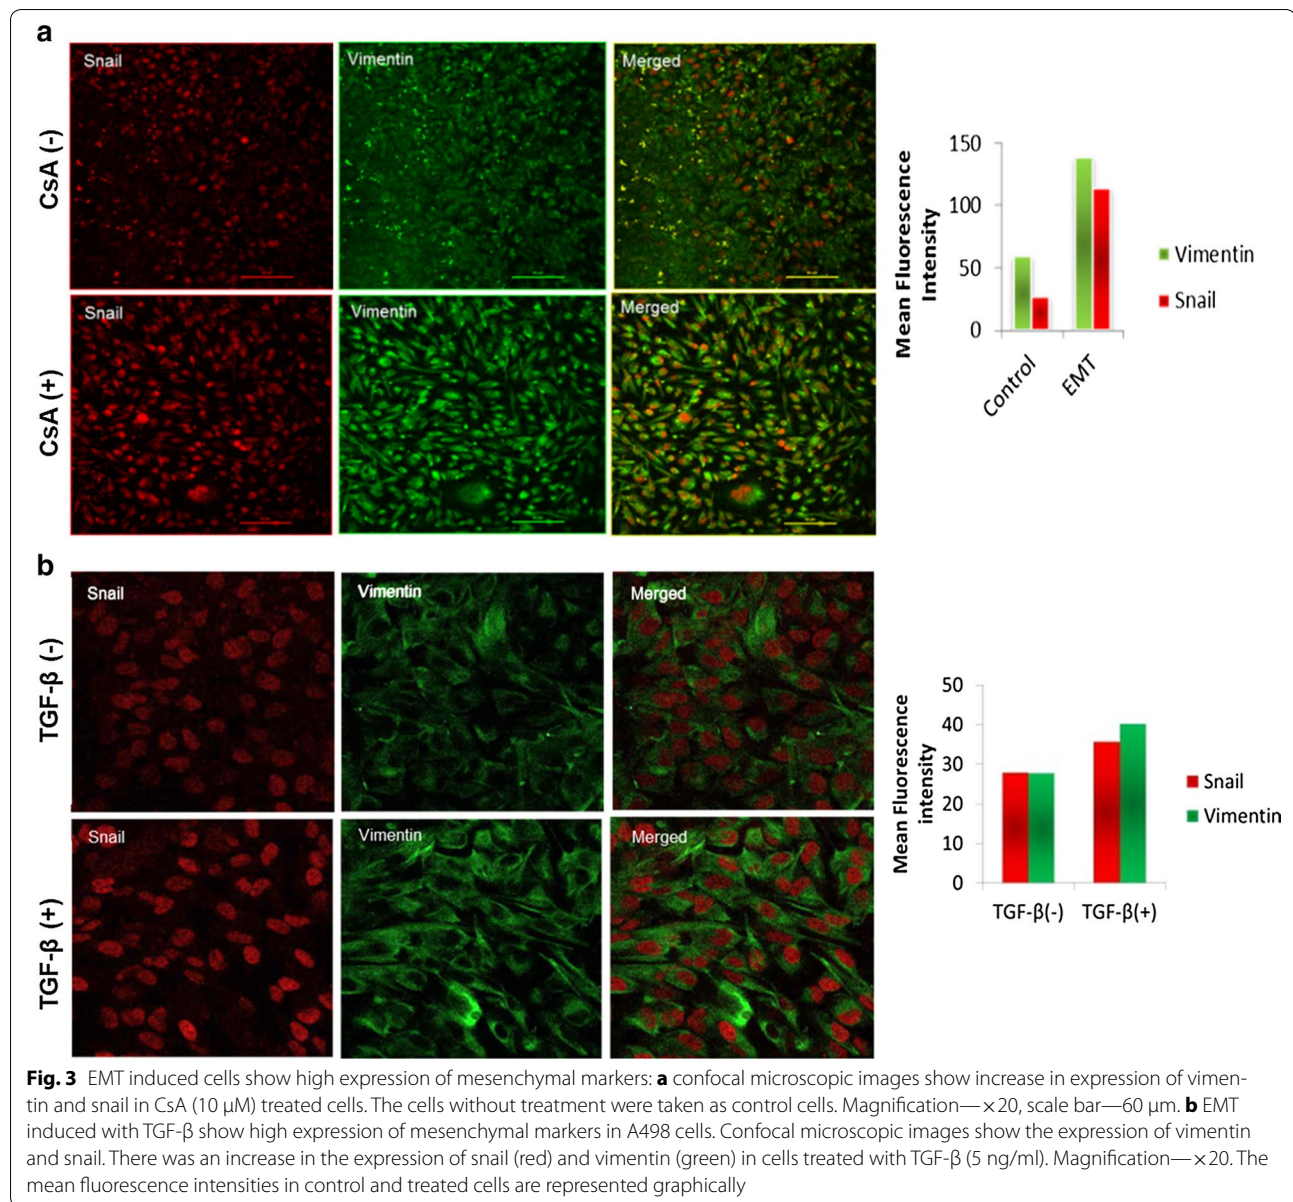 a
Snail
Vimentin
Merged
CsA (-)
Snail
Vimentin
Merged
CsA (+)
Mean Fluorescence
Intensity
150
100
50
0
Control
EMT
Vimentin
Snail
b
Snail
Vimentin
Merged
TGF-β (-)
Snail
Vimentin
Merged
TGF-β (+)
Mean Fluorescence
intensity
50
40
30
20
10
0
TGF-β(-)
TGF-β(+)
Snail
Vimentin
Fig. 3 EMT induced cells show high expression of mesenchymal markers: a confocal microscopic images show increase in expression of vimen-
tin and snail in CsA (10 μM) treated cells. The cells without treatment were taken as control cells. Magnification—×20, scale bar—60 μm. b EMT
induced with TGF-β show high expression of mesenchymal markers in A498 cells. Confocal microscopic images show the expression of vimentin
and snail. There was an increase in the expression of snail (red) and vimentin (green) in cells treated with TGF-β (5 ng/ml). Magnification—×20. The
mean fluorescence intensities in control and treated cells are represented graphically